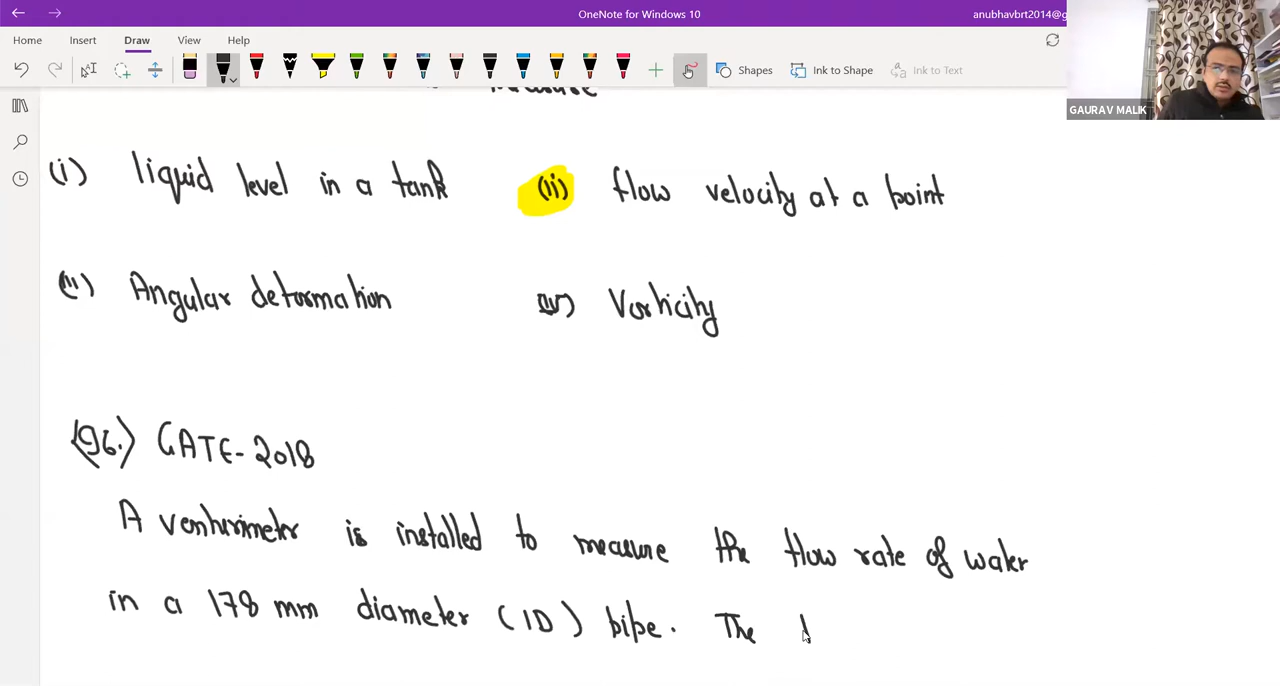 OneNote for Windows 10
anubhavbrt2014@g
Home Insert Draw View Help
Shapes Ink to Shape Ink to Text
GAURAV MALIK
(i) liquid level in a tank (ii) flow velocity at a point
(iii) Angular deformation (iv) Vorticity
(96.) GATE-2018
A venturimeter is installed to measure the flow rate of water
in a 178 mm diameter (ID) pipe. The